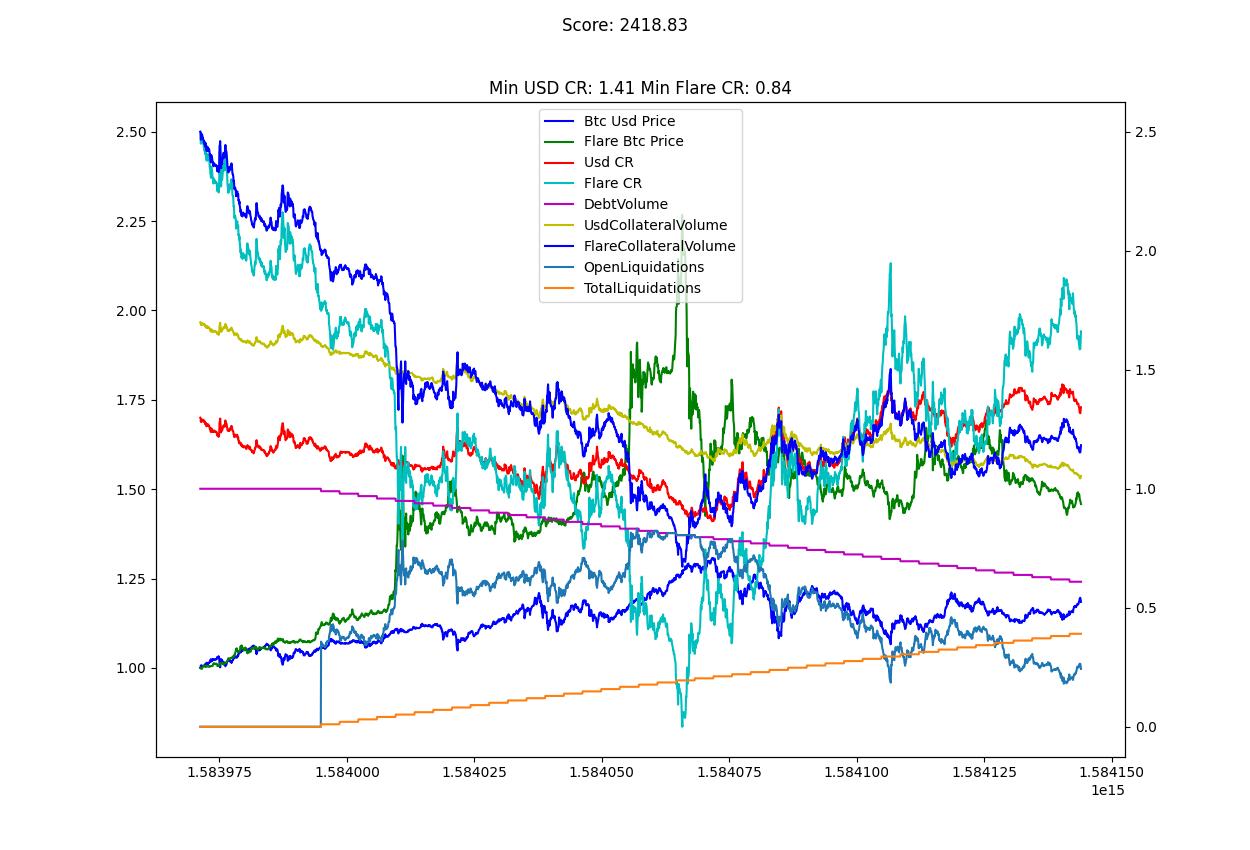 Score: 2418.83
Min USD CR: 1.41 Min Flare CR: 0.84
Btc Usd Price
Flare Btc Price
Usd CR
Flare CR
DebtVolume
UsdCollateralVolume
FlareCollateralVolume
OpenLiquidations
TotalLiquidations
2.50
2.25
2.00
1.75
1.50
1.25
1.00
2.5
2.0
1.5
1.0
0.5
0.0
1.583975 1.584000 1.584025 1.584050 1.584075 1.584100 1.584125 1.584150
1e15